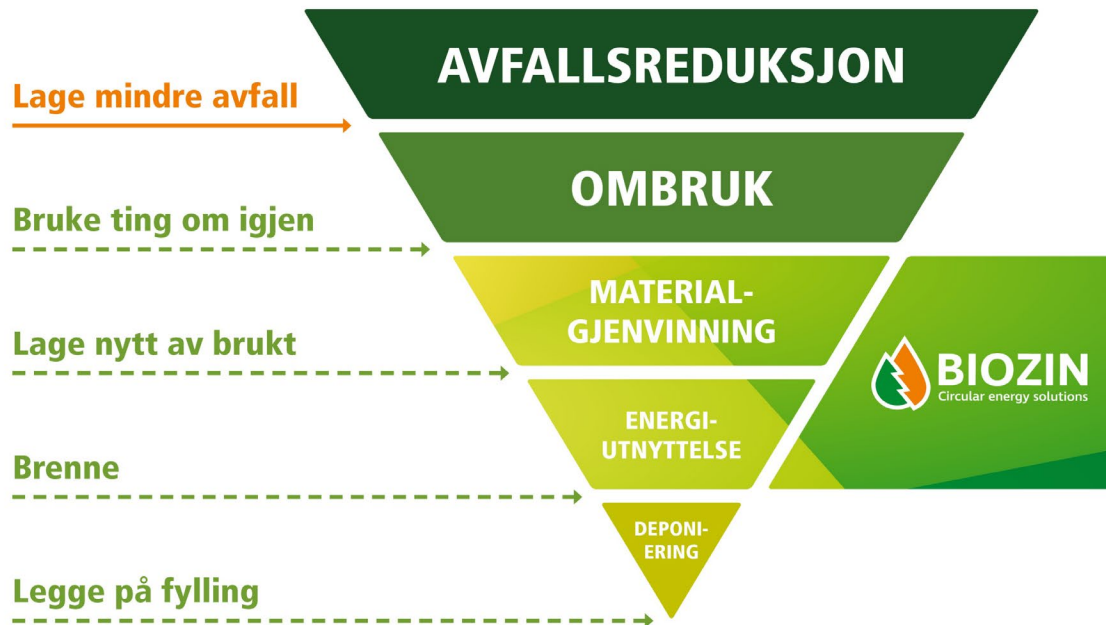 AVFALLSREDUKSJON
Lage mindre avfall
OMBRUK
Bruke ting om igjen
MATERIAL-
GJENVINNING
Lage nytt av brukt
BIOZIN
Circular energy solutions
ENERGI-
UTNYTTELSE
Brenne
DEPONI-
ERING
Legge på fylling